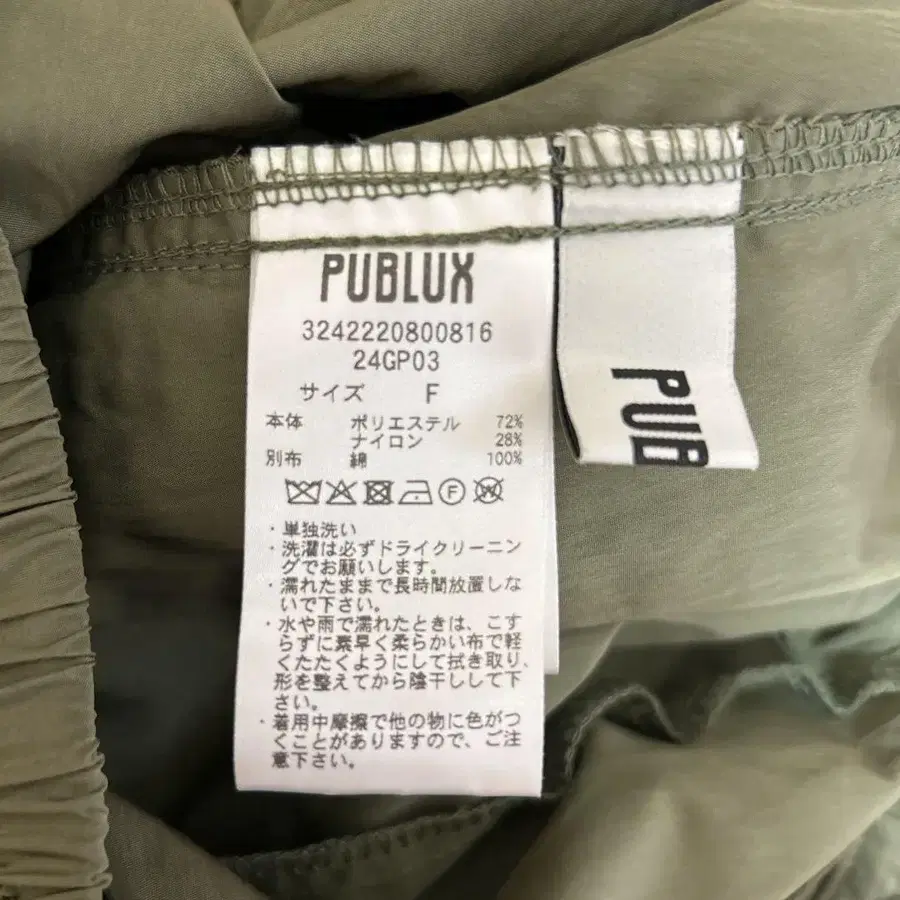 PUBLUX
3242220800816
24GP03
サイズ F
本体 ポリエステル 72%
ナイロン 28%
別布 綿 100%
F W
・単独洗い
・洗濯は必ずドライクリーニン
グでお願いします。
・濡れたままで長時間放置しな
いで下さい。
・水や雨で濡れたときは、こす
らずに素早く柔らかい布で軽
くたたくようにして拭き取り、
形を整えてから陰干しして下
さい。
・着用中摩擦で他の物に色がつ
くことがありますので、ご注
意下さい。
PUB